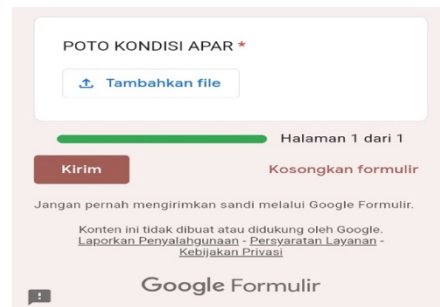 POTO KONDISI APAR *
Tambahkan file
Halaman 1 dari 1
Kirim
Kosongkan formulir
Jangan pernah mengirimkan sandi melalui Google Formulir.
Konten ini tidak dibuat atau didukung oleh Google.
Laporkan Penyalahgunaan - Persyaratan Layanan -
Kebijakan Privasi
Google Formulir